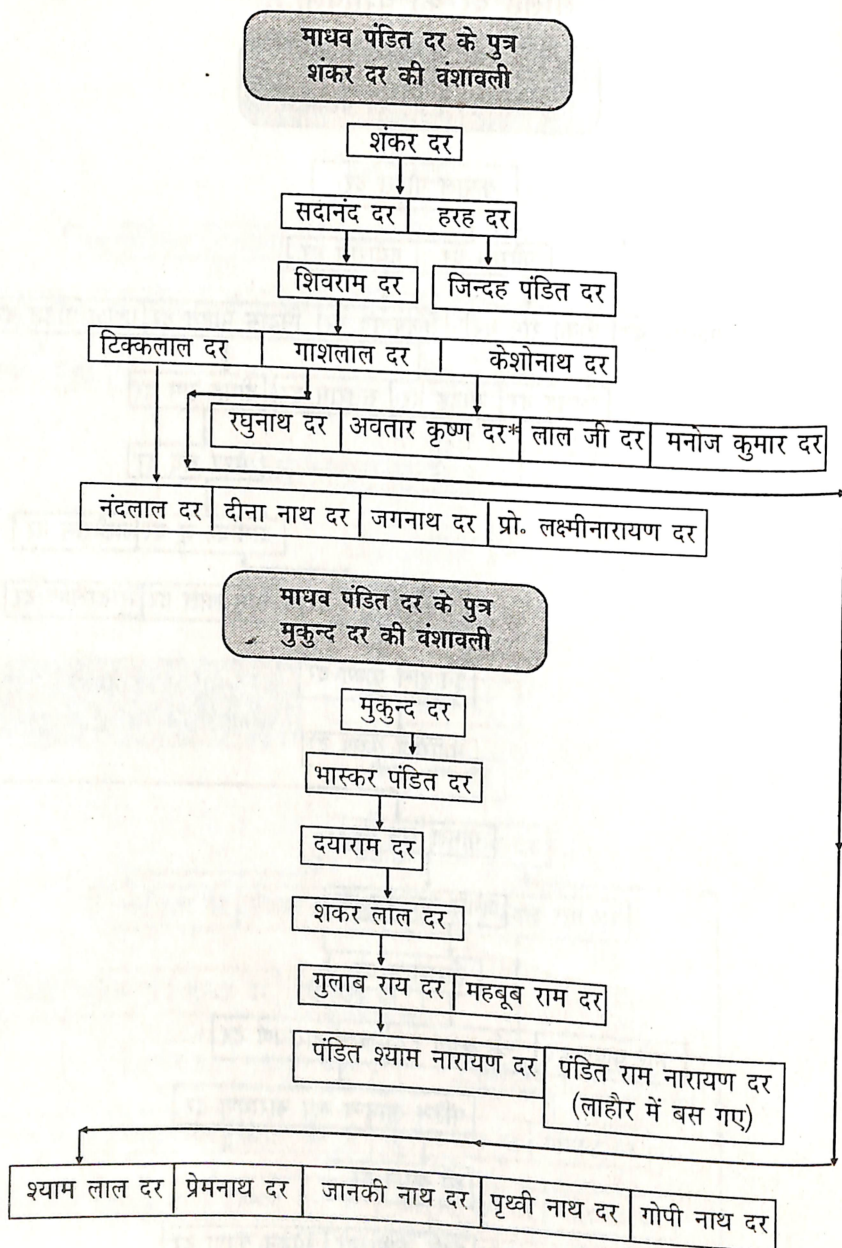 माधव पंडित दर के पुत्र
शंकर दर की वंशावली
शंकर दर
सदानंद दर हरह दर
शिवराम दर जिन्दह पंडित दर
टिक्कलाल दर गाशलाल दर केशोनाथ दर
रघुनाथ दर अवतार कृष्ण दर* लाल जी दर मनोज कुमार दर
नंदलाल दर दीना नाथ दर जगनाथ दर प्रो. लक्ष्मीनारायण दर
माधव पंडित दर के पुत्र
मुकुन्द दर की वंशावली
मुकुन्द दर
भास्कर पंडित दर
दयाराम दर
शकर लाल दर
गुलाब राय दर महबूब राम दर
पंडित श्याम नारायण दर पंडित राम नारायण दर
(लाहौर में बस गए)
श्याम लाल दर प्रेमनाथ दर जानकी नाथ दर पृथ्वी नाथ दर गोपी नाथ दर